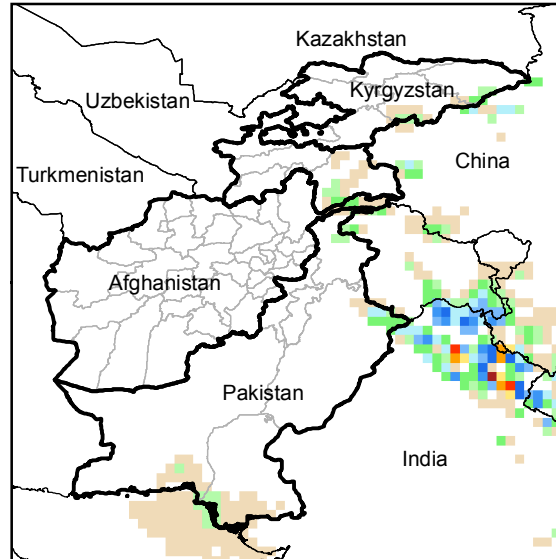 Kazakhstan
Kyrgyzstan
Uzbekistan
China
Turkmenistan
Afghanistan
Pakistan
India